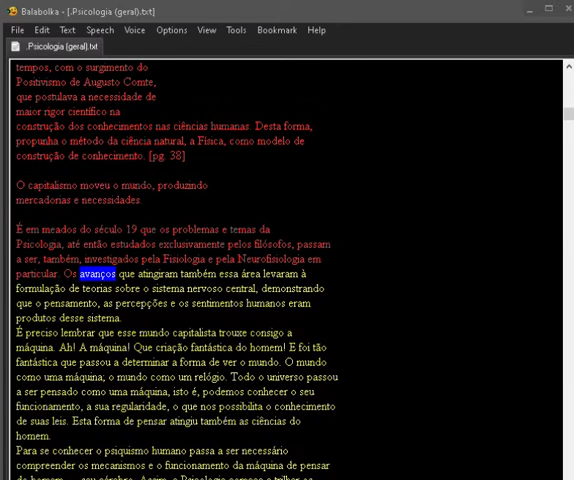 Balabolka - [.Psicologia (geral).txt]
File Edit Text Speech Voice Options View Tools Bookmark Help
.Psicologia (geral).txt
tempos, com o surgimento do
Positivismo de Augusto Comte,
que postulava a necessidade de
maior rigor científico na
construção dos conhecimentos nas ciências humanas. Desta forma,
propunha o método da ciência natural, a Física, como modelo de
construção de conhecimento. [pg. 38]
O capitalismo moveu o mundo, produzindo
mercadorias e necessidades.
É em meados do século 19 que os problemas e temas da
Psicologia, até então estudados exclusivamente pelos filósofos, passam
a ser, também, investigados pela Fisiologia e pela Neurofisiologia em
particular. Os avanços que atingiram também essa área levaram à
formulação de teorias sobre o sistema nervoso central, demonstrando
que o pensamento, as percepções e os sentimentos humanos eram
produtos desse sistema.
É preciso lembrar que esse mundo capitalista trouxe consigo a
máquina. Ah! A máquina! Que criação fantástica do homem! E foi tão
fantástica que passou a determinar a forma de ver o mundo. O mundo
como uma máquina; o mundo como um relógio. Todo o universo passou
a ser pensado como uma máquina, isto é, podemos conhecer o seu
funcionamento, a sua regularidade, o que nos possibilita o conhecimento
de suas leis. Esta forma de pensar atingiu também as ciências do
homem.
Para se conhecer o psiquismo humano passa a ser necessário
compreender os mecanismos e o funcionamento da máquina de pensar